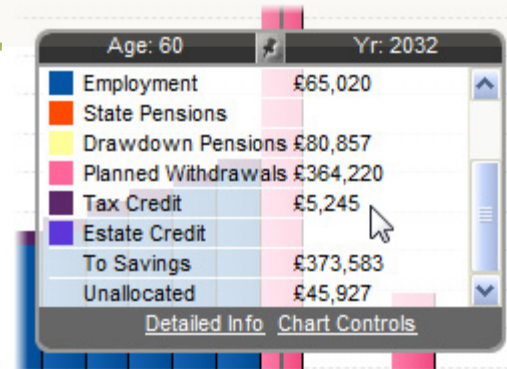 Age: 60 Yr: 2032
Employment £65,020
State Pensions
Drawdown Pensions £80,857
Planned Withdrawals £364,220
Tax Credit £5,245
Estate Credit
To Savings £373,583
Unallocated £45,927
Detailed Info Chart Controls